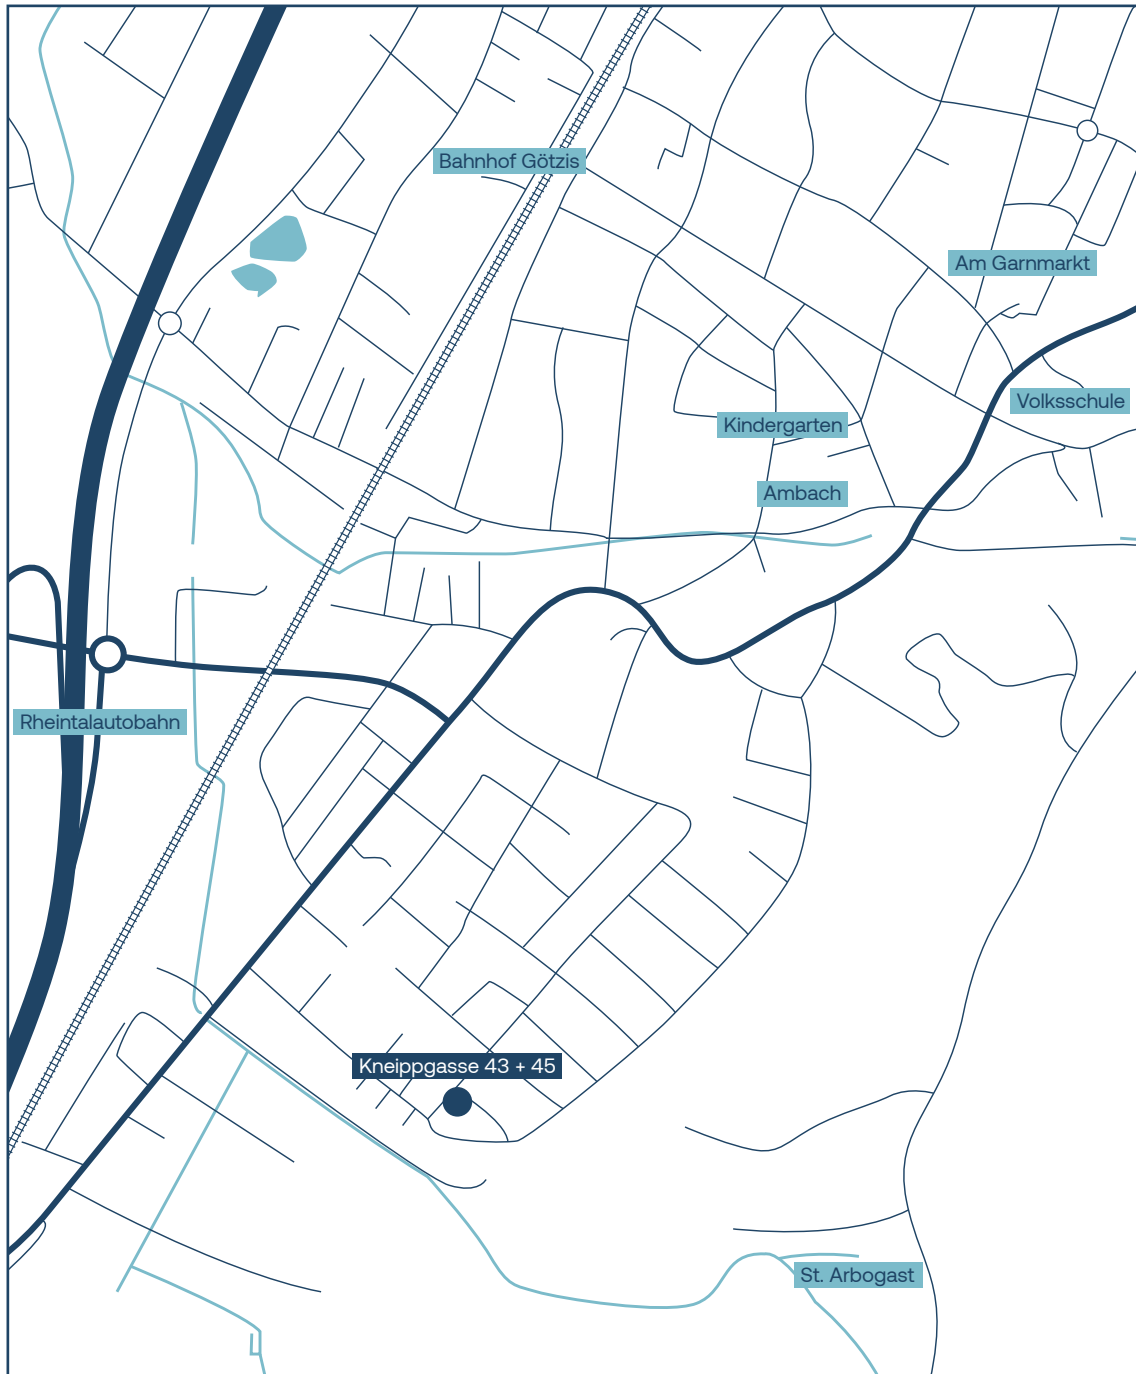 Bahnhof Götzis
Am Garnmarkt
Volksschule
Kindergarten
Ambach
Rheintalautobahn
Kneippgasse 43 + 45
St. Arbogast